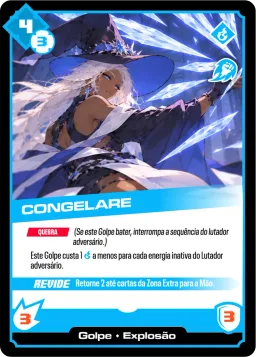 4
3
CONGELARE
QUEBRA (Se este Golpe bater, interrompa a sequência do lutador
adversário.)
Este Golpe custa 1 a menos para cada energia inativa do Lutador
adversário.
REVIDE Retorne 2 até cartas da Zona Extra para a Mão.
3
3
Golpe • Explosão